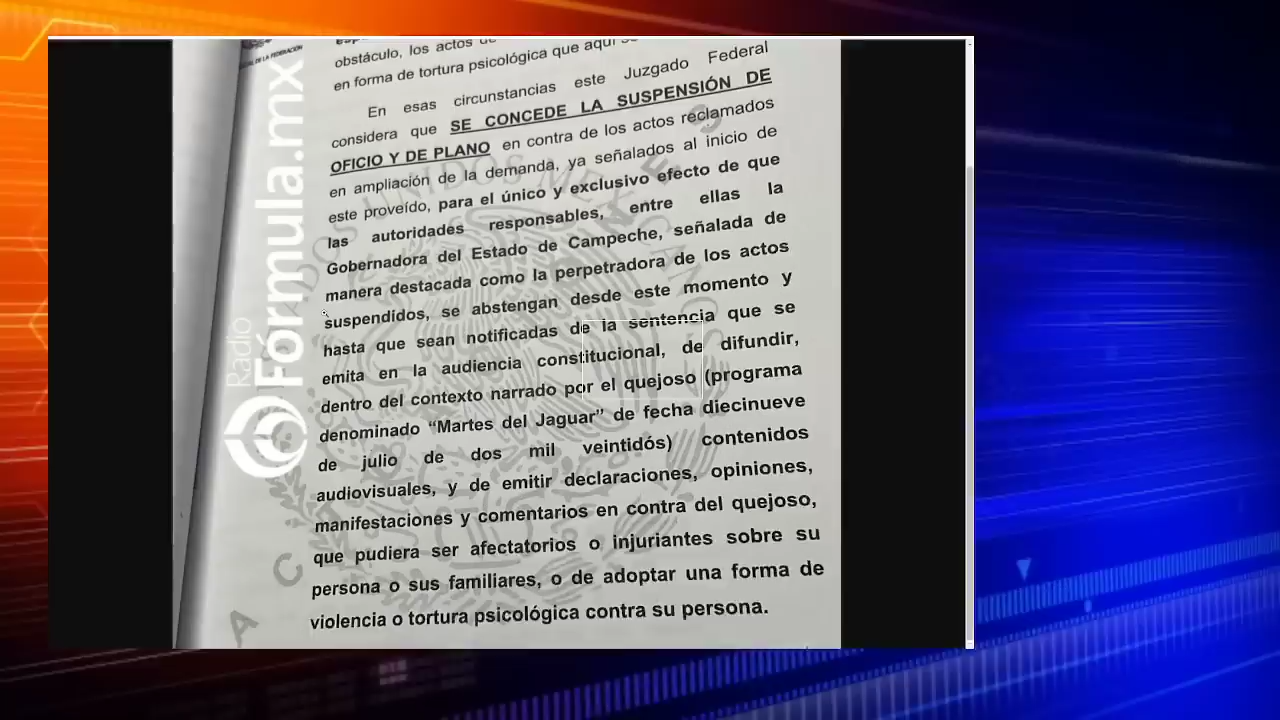 DE LA FEDERACIÓN
obstáculo, los actos de
en forma de tortura psicológica que aquí
En esas circunstancias este Juzgado Federal
considera que SE CONCEDE LA SUSPENSIÓN DE
OFICIO Y DE PLANO en contra de los actos reclamados
en ampliación de la demanda, ya señalados al inicio de
este proveído, para el único y exclusivo efecto de que
las autoridades responsables, entre ellas la
Gobernadora del Estado de Campeche, señalada de
manera destacada como la perpetradora de los actos
suspendidos, se abstengan desde este momento y
hasta que sean notificadas de la sentencia que se
emita en la audiencia constitucional, de difundir,
dentro del contexto narrado por el quejoso (programa
denominado “Martes del Jaguar” de fecha diecinueve
de julio de dos mil veintidós) contenidos
audiovisuales, y de emitir declaraciones, opiniones,
manifestaciones y comentarios en contra del quejoso,
que pudiera ser afectatorios o injuriantes sobre su
persona o sus familiares, o de adoptar una forma de
violencia o tortura psicológica contra su persona.
Radio
Fórmula.mx
DOS UNIDOS MEXICANOS